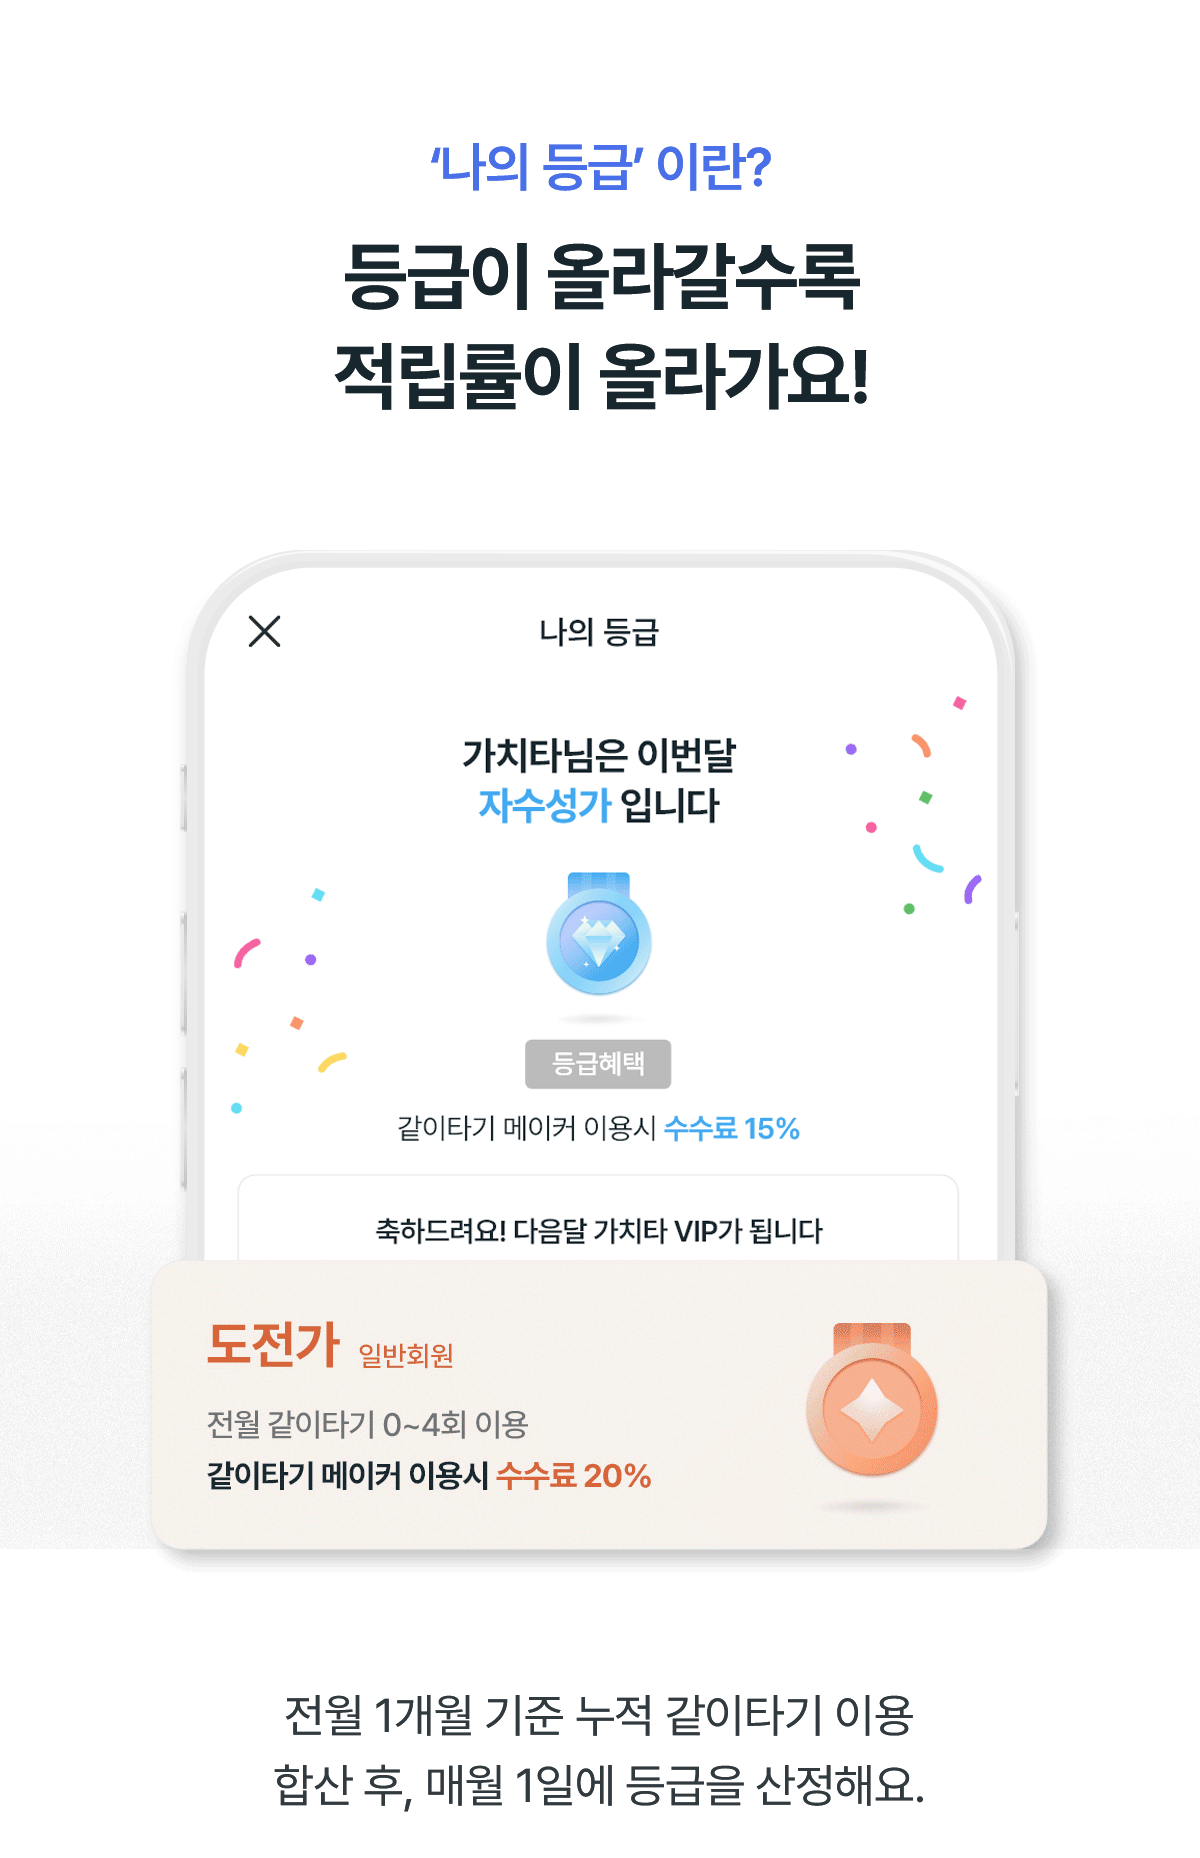 ‘나의 등급’ 이란?
등급이 올라갈수록
적립률이 올라가요!
나의 등급
가치타님은 이번달
자수성가 입니다
등급혜택
같이타기 메이커 이용시 수수료 15%
축하드려요! 다음달 가치타 VIP가 됩니다
도전가 일반회원
전월 같이타기 0~4회 이용
같이타기 메이커 이용시 수수료 20%
전월 1개월 기준 누적 같이타기 이용
합산 후, 매월 1일에 등급을 산정해요.